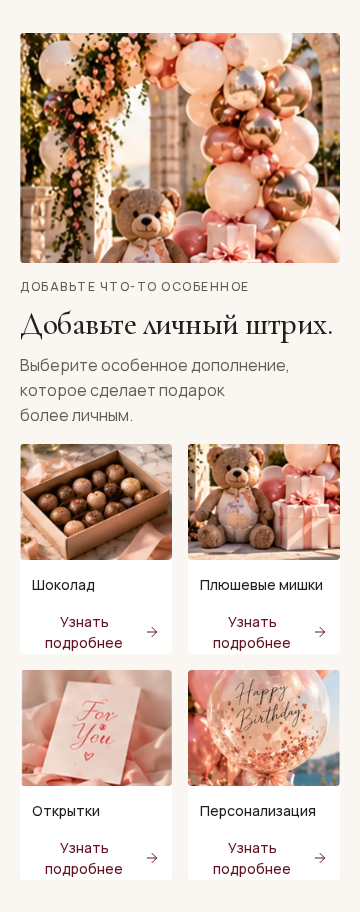 ДОБАВЬТЕ ЧТО-ТО ОСОБЕННОЕ
Добавьте личный штрих.
Выберите особенное дополнение,
которое сделает подарок
более личным.
Шоколад
Узнать
подробнее
Плюшевые мишки
Узнать
подробнее
For
You
Открытки
Узнать
подробнее
Happy
Birthday
Персонализация
Узнать
подробнее